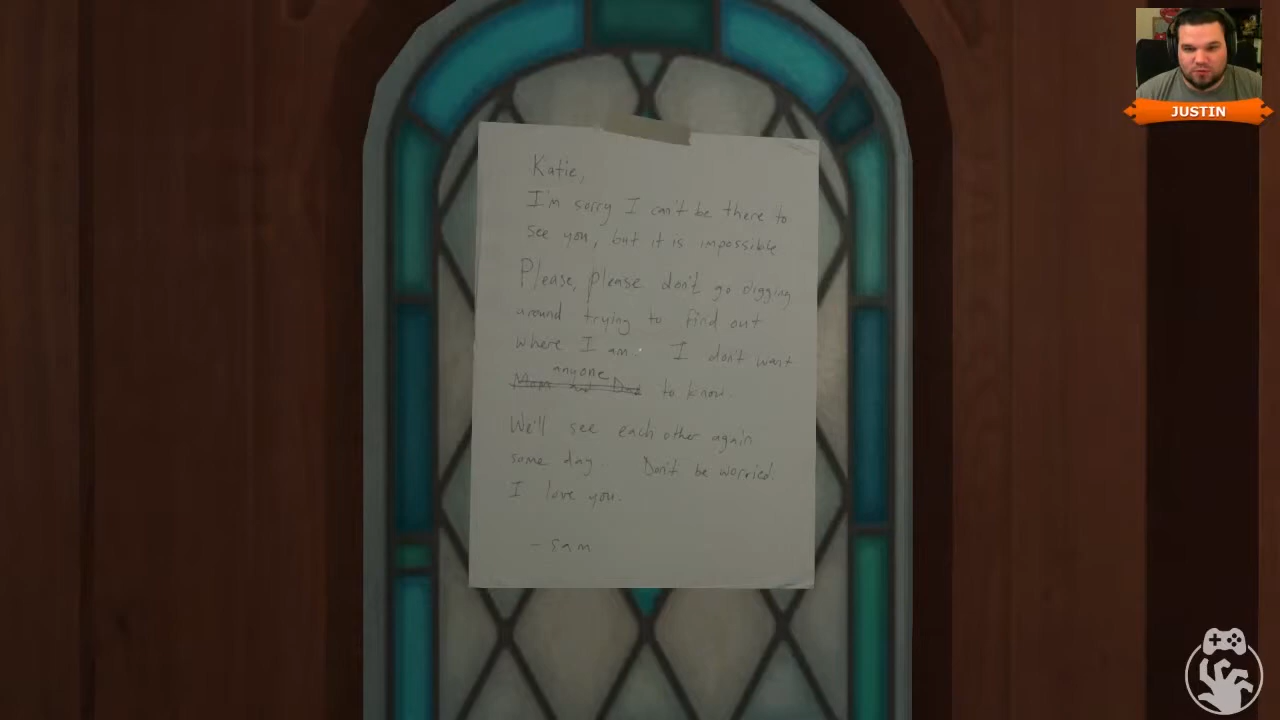 JUSTIN
Katie,
I'm sorry I can't be there to
see you, but it is impossible
Please, please don't go digging
around trying to find out
where I am. I don't want
anyone
Mom and Dad to know.
We'll see each other again
some day. Don't be worried.
I love you.
- Sam